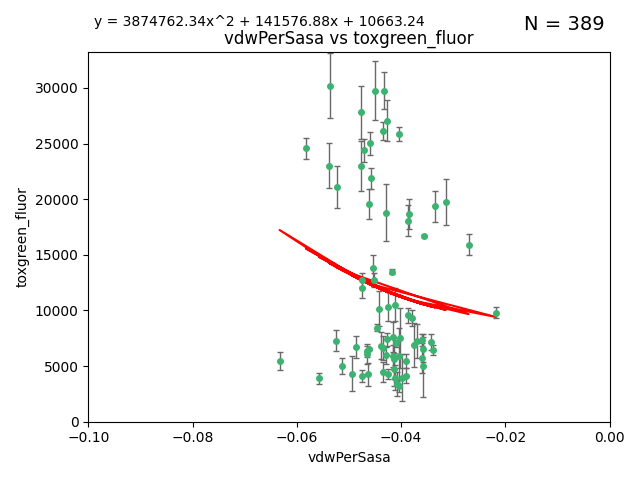 y = 3874762.34x^2 + 141576.88x + 10663.24
N = 389
vdwPerSasa vs toxgreen_fluor
toxgreen_fluor
30000
25000
20000
15000
10000
5000
0
−0.10
−0.08
−0.06
−0.04
−0.02
0.00
vdwPerSasa